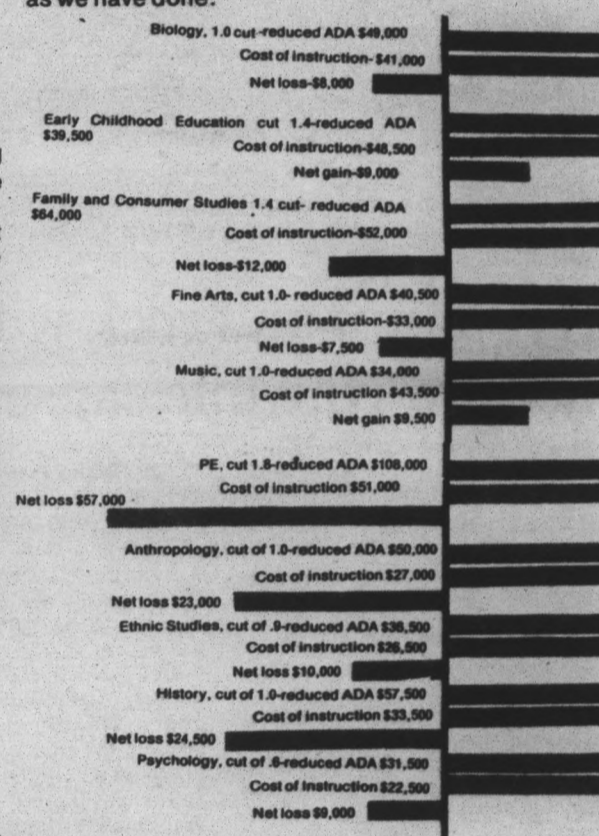 as we have done.
Biology, 1.0 cut-reduced ADA $49,000
Cost of instruction-$41,000
Net loss-$8,000
Early Childhood Education cut 1.4-reduced ADA
$39,500
Cost of instruction-$48,500
Net gain-$9,000
Family and Consumer Studies 1.4 cut- reduced ADA
$64,000
Cost of instruction-$52,000
Net loss-$12,000
Fine Arts, cut 1.0- reduced ADA $40,500
Cost of instruction-$33,000
Net loss-$7,500
Music, cut 1.0-reduced ADA $34,000
Cost of instruction $43,500
Net gain $9,500
PE, cut 1.8-reduced ADA $108,000
Cost of instruction $51,000
Net loss $57,000
Anthropology, cut of 1.0-reduced ADA $50,000
Cost of instruction $27,000
Net loss $23,000
Ethnic Studies, cut of .9-reduced ADA $36,500
Cost of instruction $26,500
Net loss $10,000
History, cut of 1.0-reduced ADA $57,500
Cost of instruction $33,500
Net loss $24,500
Psychology, cut of .6-reduced ADA $31,500
Cost of Instruction $22,500
Net loss $9,000